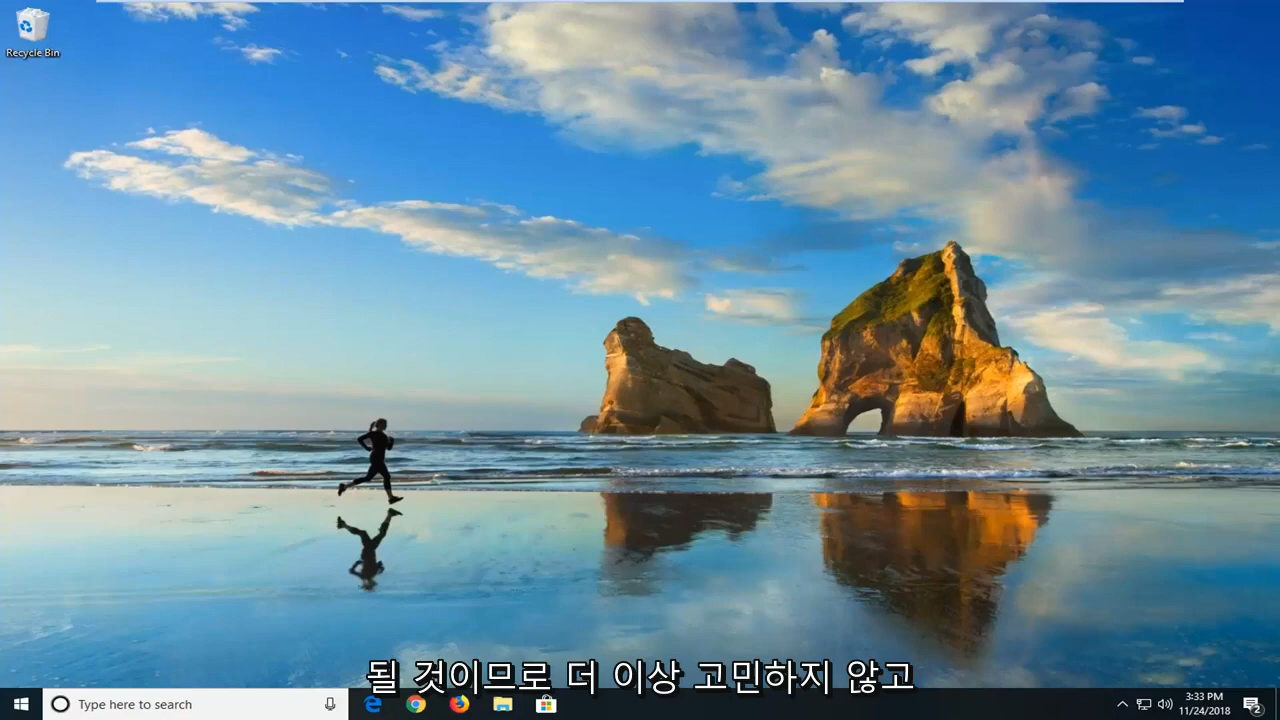 Recycle Bin
될 것이므로 더 이상 고민하지 않고
Type here to search
3:33 PM
11/24/2018
2